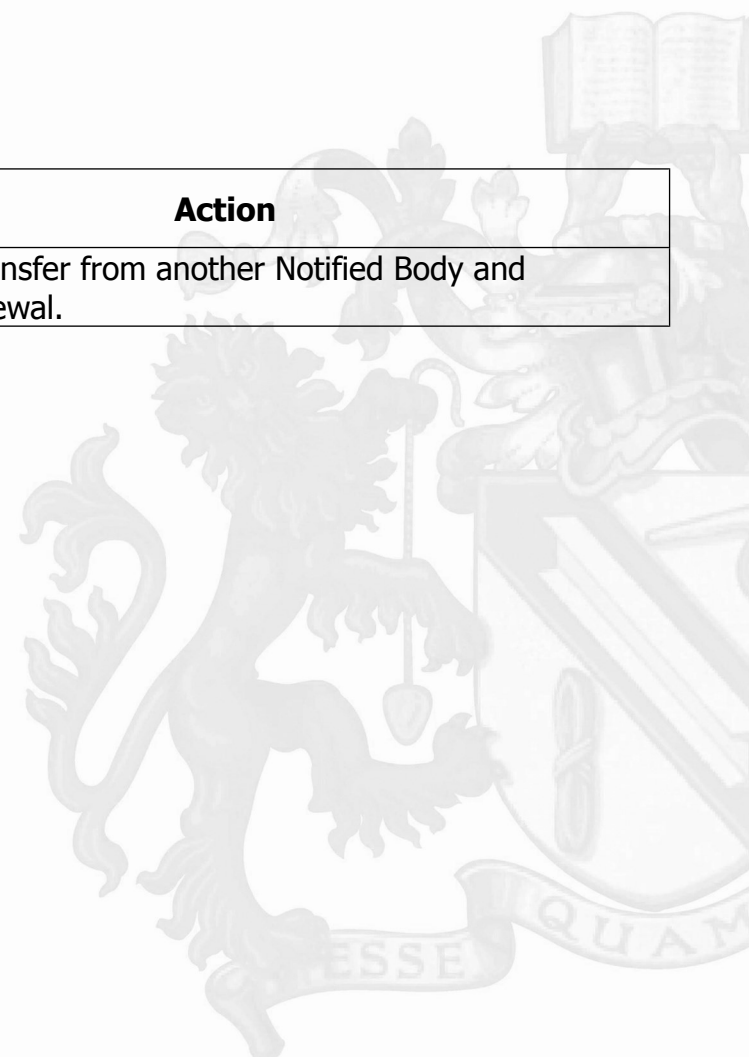 Action
nsfer from another Notified Body and
ewal.
ESSE
QUAM